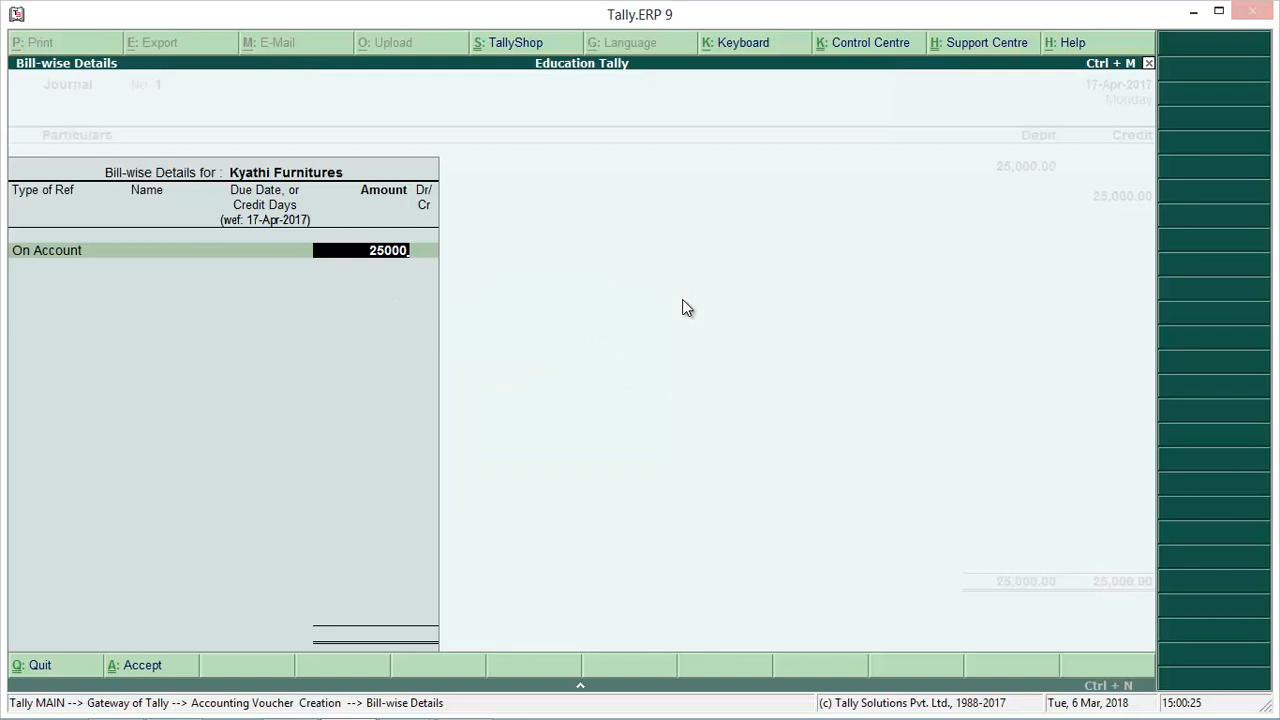 Tally.ERP 9
P: Print E: Export M: E-Mail O: Upload S: TallyShop G: Language K: Keyboard K: Control Centre H: Support Centre H: Help
Bill-wise Details Education Tally Ctrl + M
Journal No. 1 17-Apr-2017
Monday
Particulars Debit Credit
25,000.00
Bill-wise Details for : Kyathi Furnitures
Type of Ref Name Due Date, or Amount Dr/
Credit Days Cr
25,000.00
(wef: 17-Apr-2017)
On Account 25000
25,000.00 25,000.00
Q: Quit A: Accept
Ctrl + N
Tally MAIN --> Gateway of Tally --> Accounting Voucher Creation --> Bill-wise Details (c) Tally Solutions Pvt. Ltd., 1988-2017 Tue, 6 Mar, 2018 15:00:25